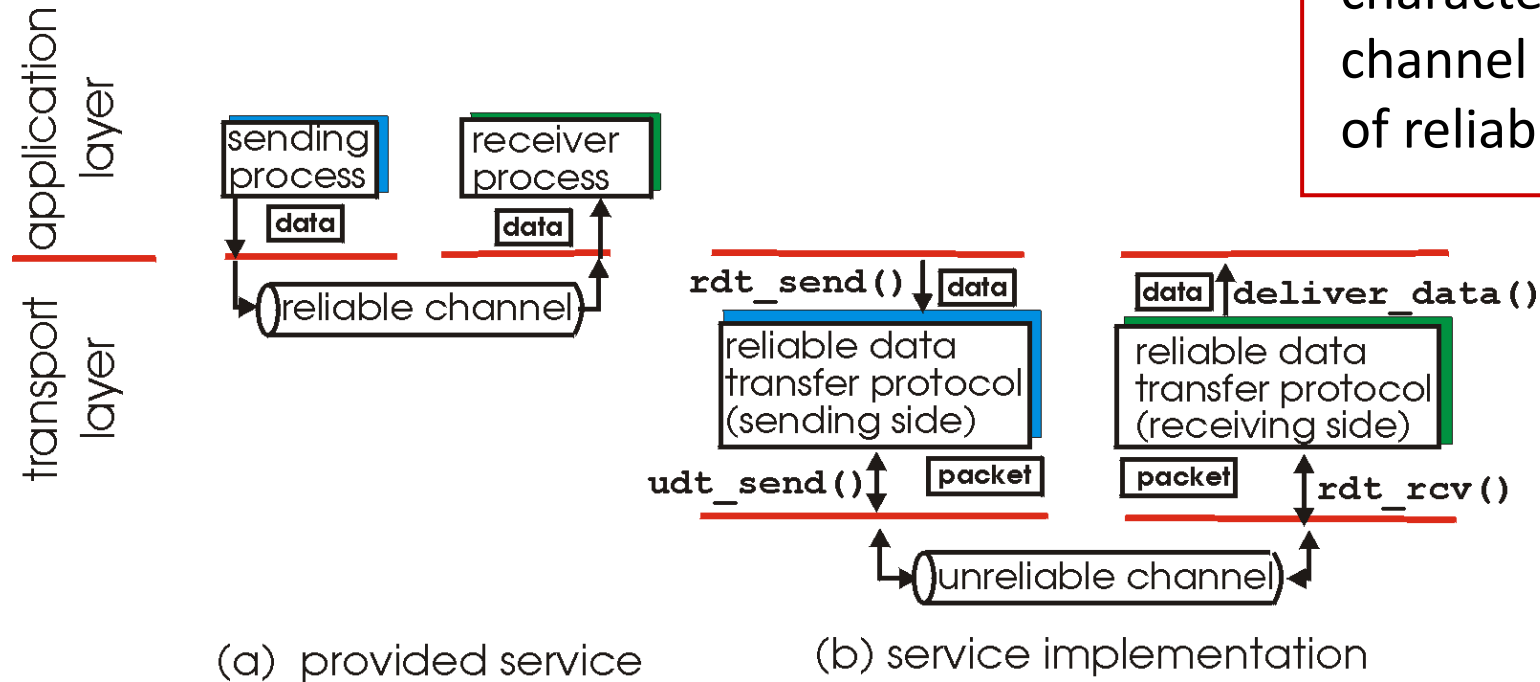 application
layer
transport
layer
channel
of
sending
process
data
receiver
process
data
reliable channel
rdt_send()
data
reliable data
transfer protocol
(sending side)
udt_send()
packet
data
deliver_data()
reliable data
transfer protocol
(receiving side)
packet
rdt_rcv()
unreliable channel
(a) provided service
(b) service implementation